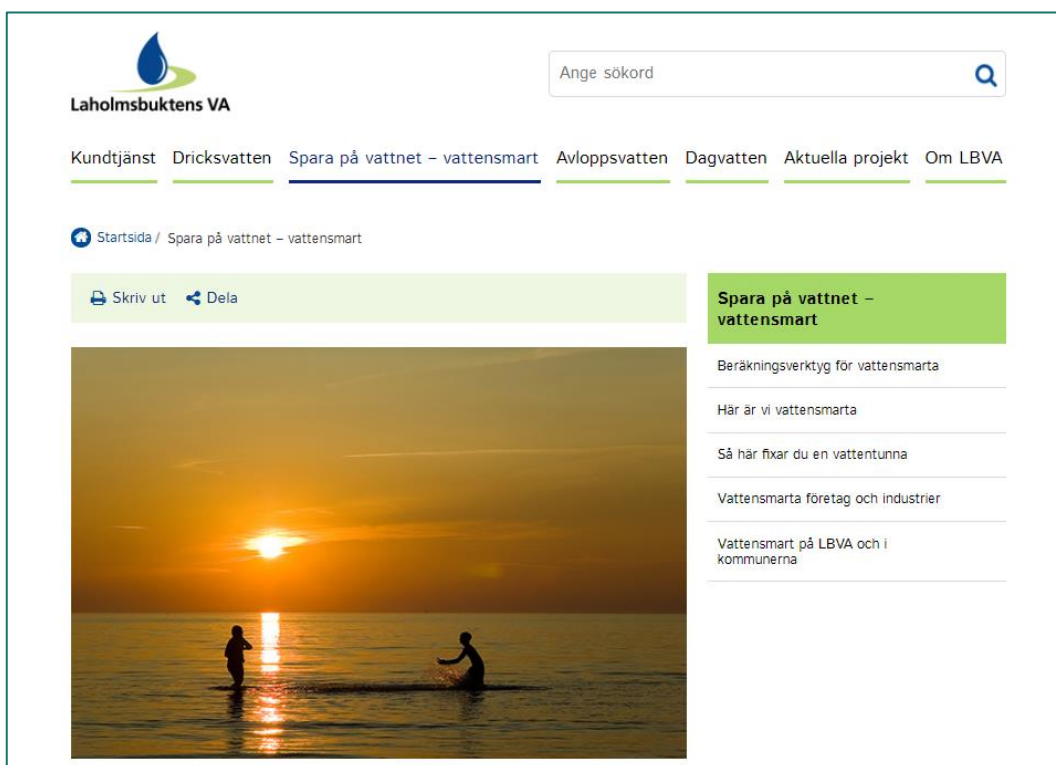 Laholmsbuktens VA
Ange sökord
Kundtjänst Dricksvatten Spara på vattnet – vattensmart Avloppsvatten Dagvatten Aktuella projekt Om LBVA
Startsida / Spara på vattnet – vattensmart
Skriv ut Dela
Spara på vattnet –
vattensmart
Beräkningsverktyg för vattensmarta
Här är vi vattensmarta
Så här fixar du en vattentunna
Vattensmarta företag och industrier
Vattensmart på LBVA och i
kommunerna